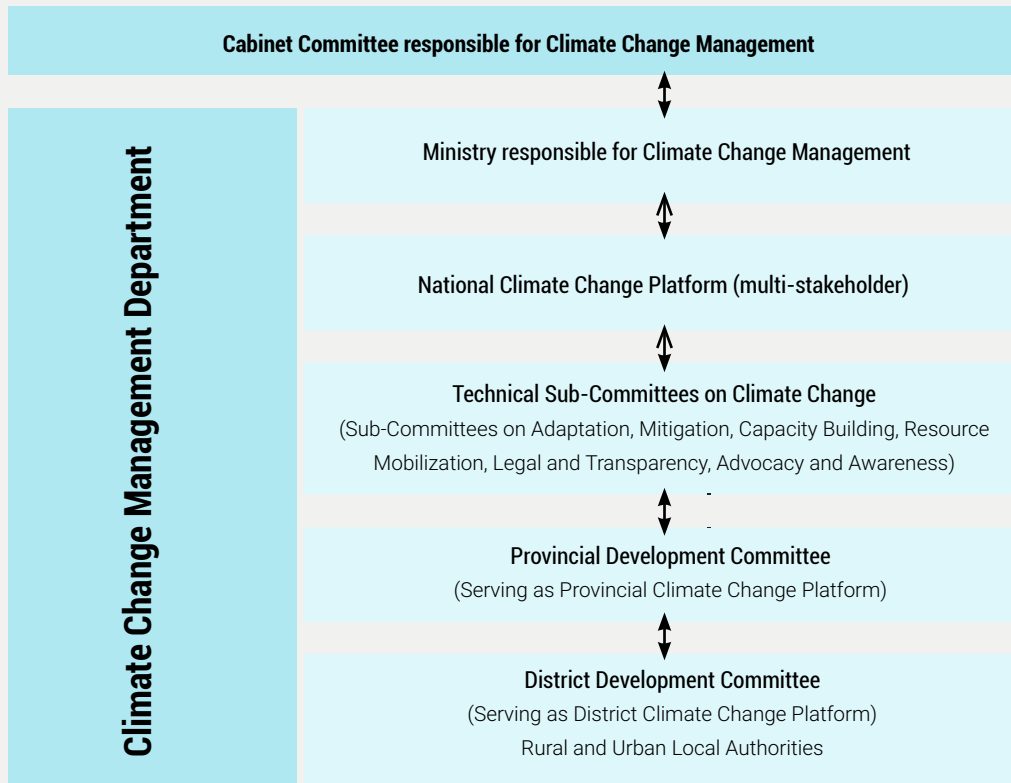 Cabinet Committee responsible for Climate Change Management
Climate Change Management Department
Ministry responsible for Climate Change Management
National Climate Change Platform (multi-stakeholder)
Technical Sub-Committees on Climate Change
(Sub-Committees on Adaptation, Mitigation, Capacity Building, Resource
Mobilization, Legal and Transparency, Advocacy and Awareness)
Provincial Development Committee
(Serving as Provincial Climate Change Platform)
District Development Committee
(Serving as District Climate Change Platform)
Rural and Urban Local Authorities